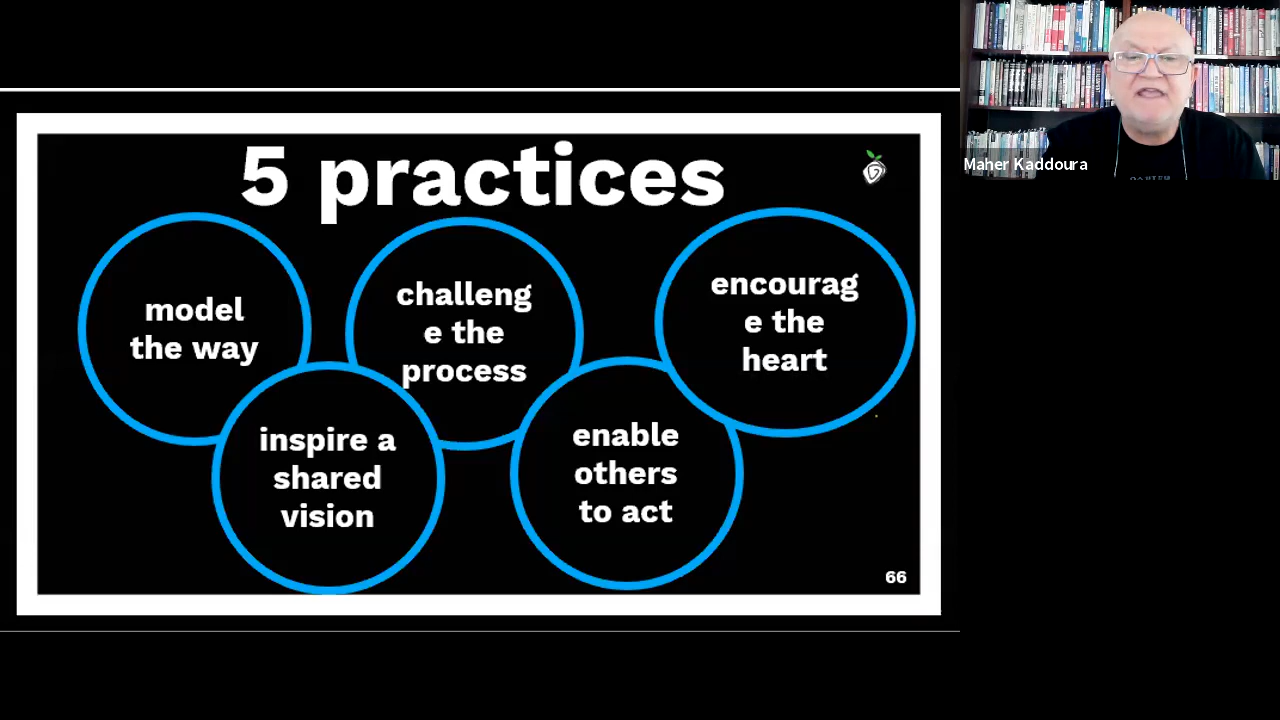 5 practices
model
the way
challeng
e the
process
encourag
e the
heart
inspire a
shared
vision
enable
others
to act
66
Maher Kaddoura